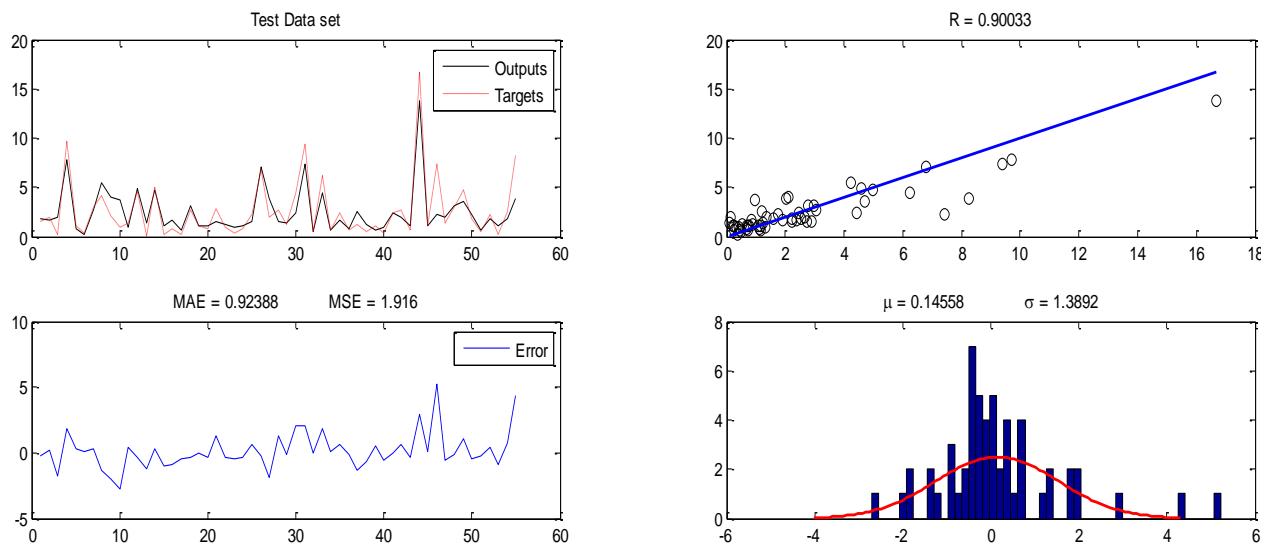 Test Data set
20
15
10
5
0
0 10 20 30 40 50 60
Outputs
Targets
R = 0.90033
20
15
10
5
0
0 2 4 6 8 10 12 14 16 18
MAE = 0.92388 MSE = 1.916
10
5
0
-5
0 10 20 30 40 50 60
Error
μ = 0.14558 σ = 1.3892
8
6
4
2
0
-6 -4 -2 0 2 4 6